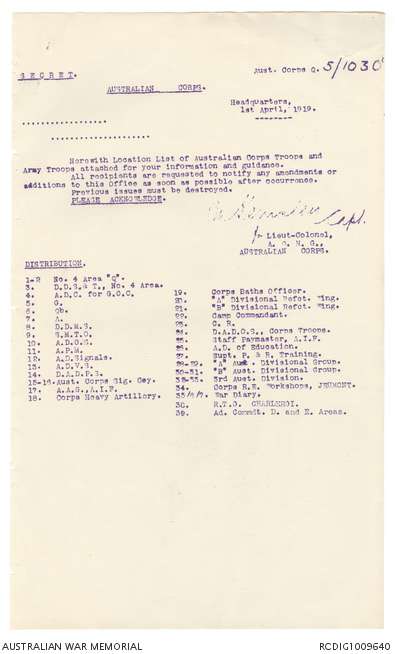 Aust. Corps Q. 5/1030
S E C R E T.
AUSTRALIAN CORPS.
Headquarters,
1st April, 1919.
--------
....................
......................
Herewith Location List of Australian Corps Troops and
Army Troops attached for your information and guidance.
All recipients are requested to notify any amendments or
additions to this Office as soon as possible after occurrence.
Previous issues must be destroyed.
PLEASE ACKNOWLEDGE.
Capt.
for Lieut-Colonel,
A. Q. M. G.,
AUSTRALIAN CORPS.
DISTRIBUTION.
1-2 No. 4 Area "Q".
3. D.D.S.& T., No. 4 Area.
4. A.D.C. for G.O.C.
5. G.
6. Qb.
7. A.
8. D.D.M.S.
9. S.M.T.O.
10. A.D.O.S.
11. A.P.M.
12. A.D.Signals.
13. A.D.V.S.
14. D.A.D.P.S.
15-16. Aust. Corps Sig. Coy.
17. A.A.G.,A.I.F.
18. Corps Heavy Artillery.
19. Corps Baths Officer.
20. "A" Divisional Refct. Wing.
21. "B" Divisional Refct. Wing.
22. Camp Commandant.
23. C. E.
24. D.A.D.O.S., Corps Troops.
25. Staff Paymaster, A.I.F.
26. A.D. of Education.
27. Supt. P. & R. Training.
28-29. "A" Aust. Divisional Group.
30-31. "B" Aust. Divisional Group.
32-33. 3rd Aust. Division.
34. Corps R.E. Workshops, JEUMONT.
35/6/7. War Diary.
38. R.T.O. CHARLEROI.
39. Ad. Commdt. D. and E. Areas.
AUSTRALIAN WAR MEMORIAL
RCDIG1009640